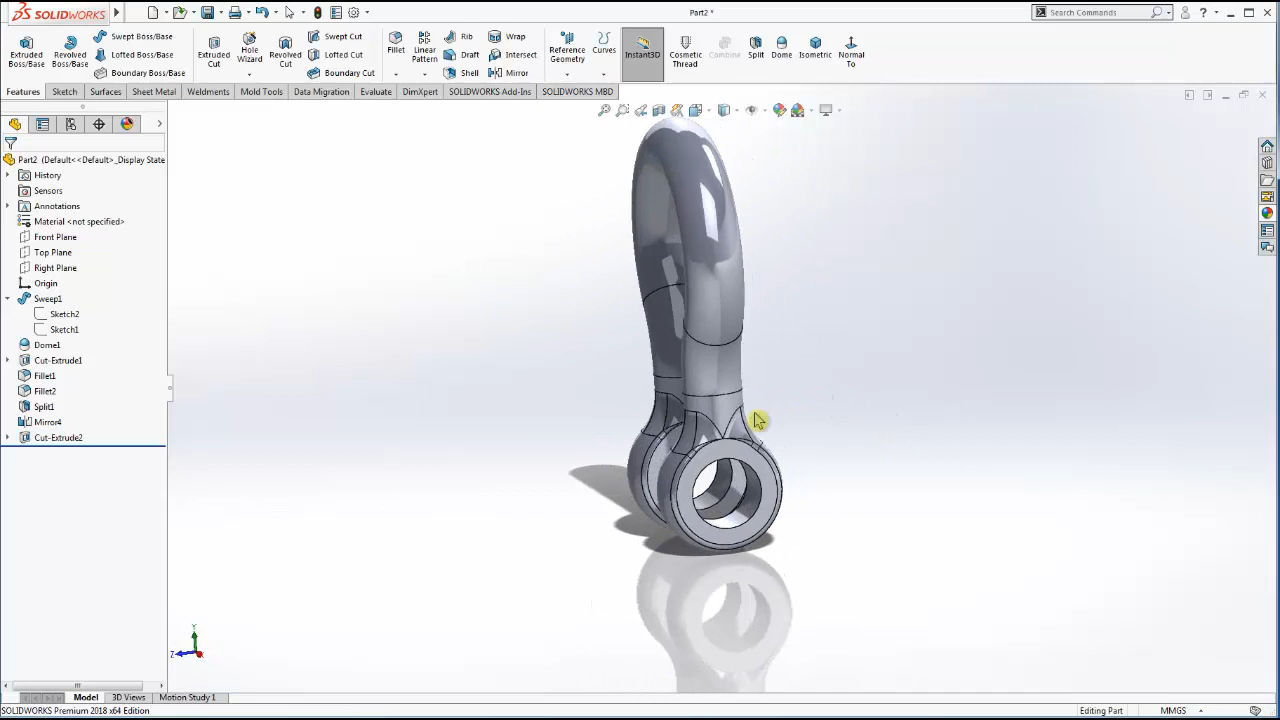 SOLIDWORKS
Part2 *
Search Commands
Extruded Boss/Base
Revolved Boss/Base
Swept Boss/Base
Lofted Boss/Base
Boundary Boss/Base
Extruded Cut
Hole Wizard
Revolved Cut
Swept Cut
Lofted Cut
Boundary Cut
Fillet
Linear Pattern
Rib
Draft
Shell
Wrap
Intersect
Mirror
Reference Geometry
Curves
Instant3D
Cosmetic Thread
Combine
Split
Dome
Isometric
Normal To
Features
Sketch
Surfaces
Sheet Metal
Weldments
Mold Tools
Data Migration
Evaluate
DimXpert
SOLIDWORKS Add-Ins
SOLIDWORKS MBD
Part2 (Default<<Default>_Display State
History
Sensors
Annotations
Material <not specified>
Front Plane
Top Plane
Right Plane
Origin
Sweep1
Sketch2
Sketch1
Dome1
Cut-Extrude1
Fillet1
Fillet2
Split1
Mirror4
Cut-Extrude2
Y
Z
X
Model
3D Views
Motion Study 1
SOLIDWORKS Premium 2018 x64 Edition
Editing Part
MMGS